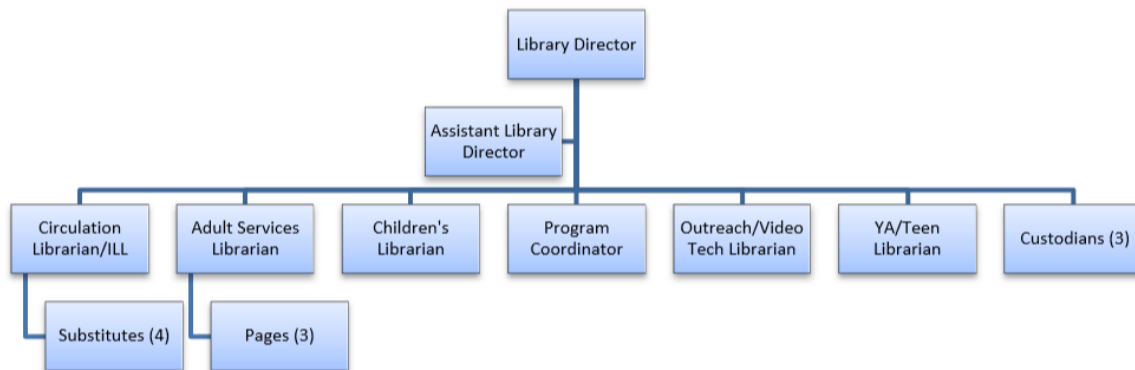 Library Director
Assistant Library
Director
Circulation
Librarian/ILL
Adult Services
Librarian
Children's
Librarian
Program
Coordinator
Outreach/Video
Tech Librarian
YA/Teen
Librarian
Custodians (3)
Substitutes (4)
Pages (3)